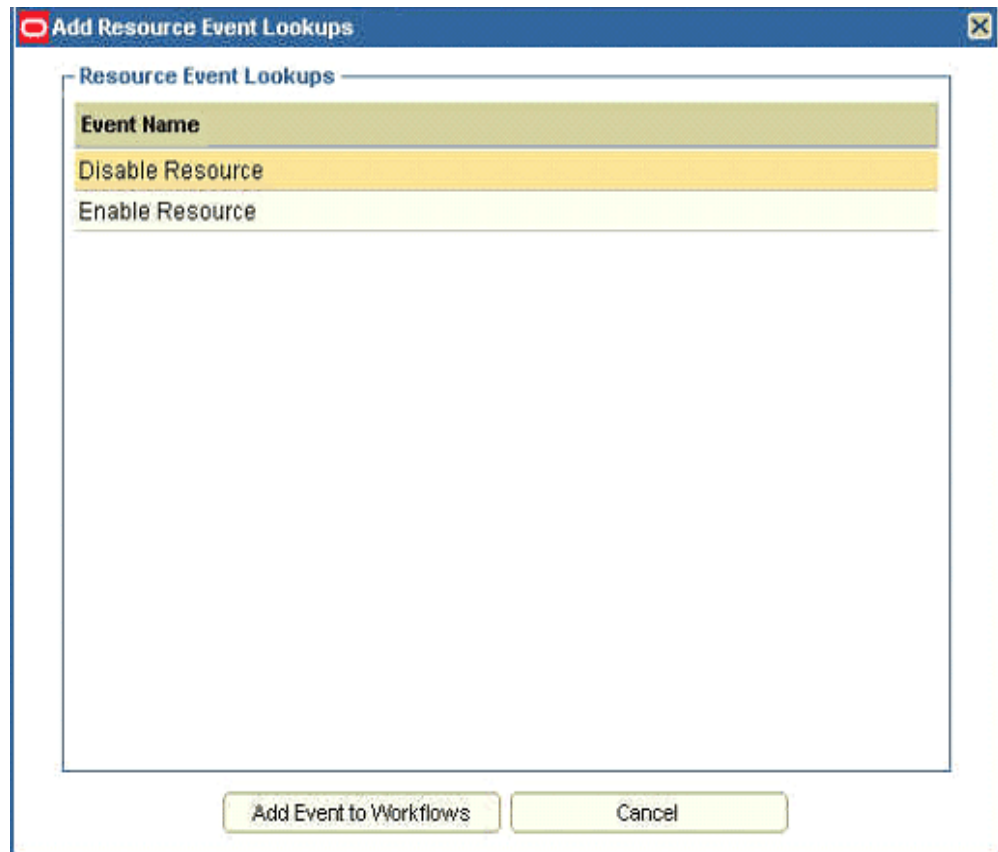 Add Resource Event Lookups
Resource Event Lookups
Event Name
Disable Resource
Enable Resource
Add Event to Workflows
Cancel